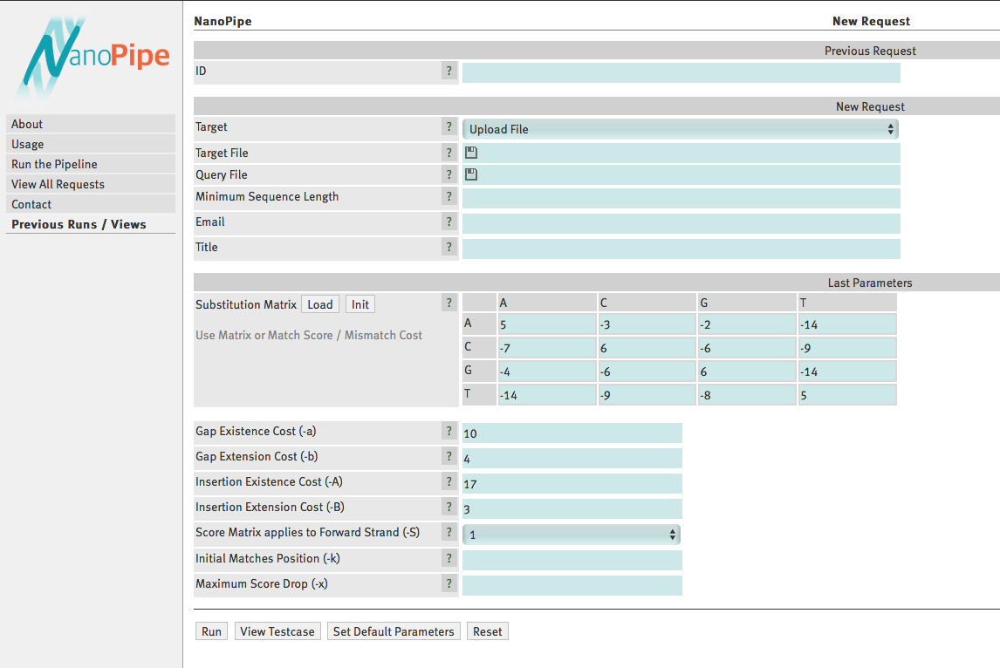 NanoPipe
About
Usage
Run the Pipeline
View All Requests
Contact
Previous Runs / Views
NanoPipe New Request
Previous Request
ID ?
New Request
Target ? Upload File
Target File ?
Query File ?
Minimum Sequence Length ?
Email ?
Title ?
Last Parameters
Substitution Matrix Load Init ?
Use Matrix or Match Score / Mismatch Cost
A C G T
A 5 -3 -2 -14
C -7 6 -6 -9
G -4 -6 6 -14
T -14 -9 -8 5
Gap Existence Cost (-a) ? 10
Gap Extension Cost (-b) ? 4
Insertion Existence Cost (-A) ? 17
Insertion Extension Cost (-B) ? 3
Score Matrix applies to Forward Strand (-S) ? 1
Initial Matches Position (-k) ?
Maximum Score Drop (-x) ?
Run View Testcase Set Default Parameters Reset